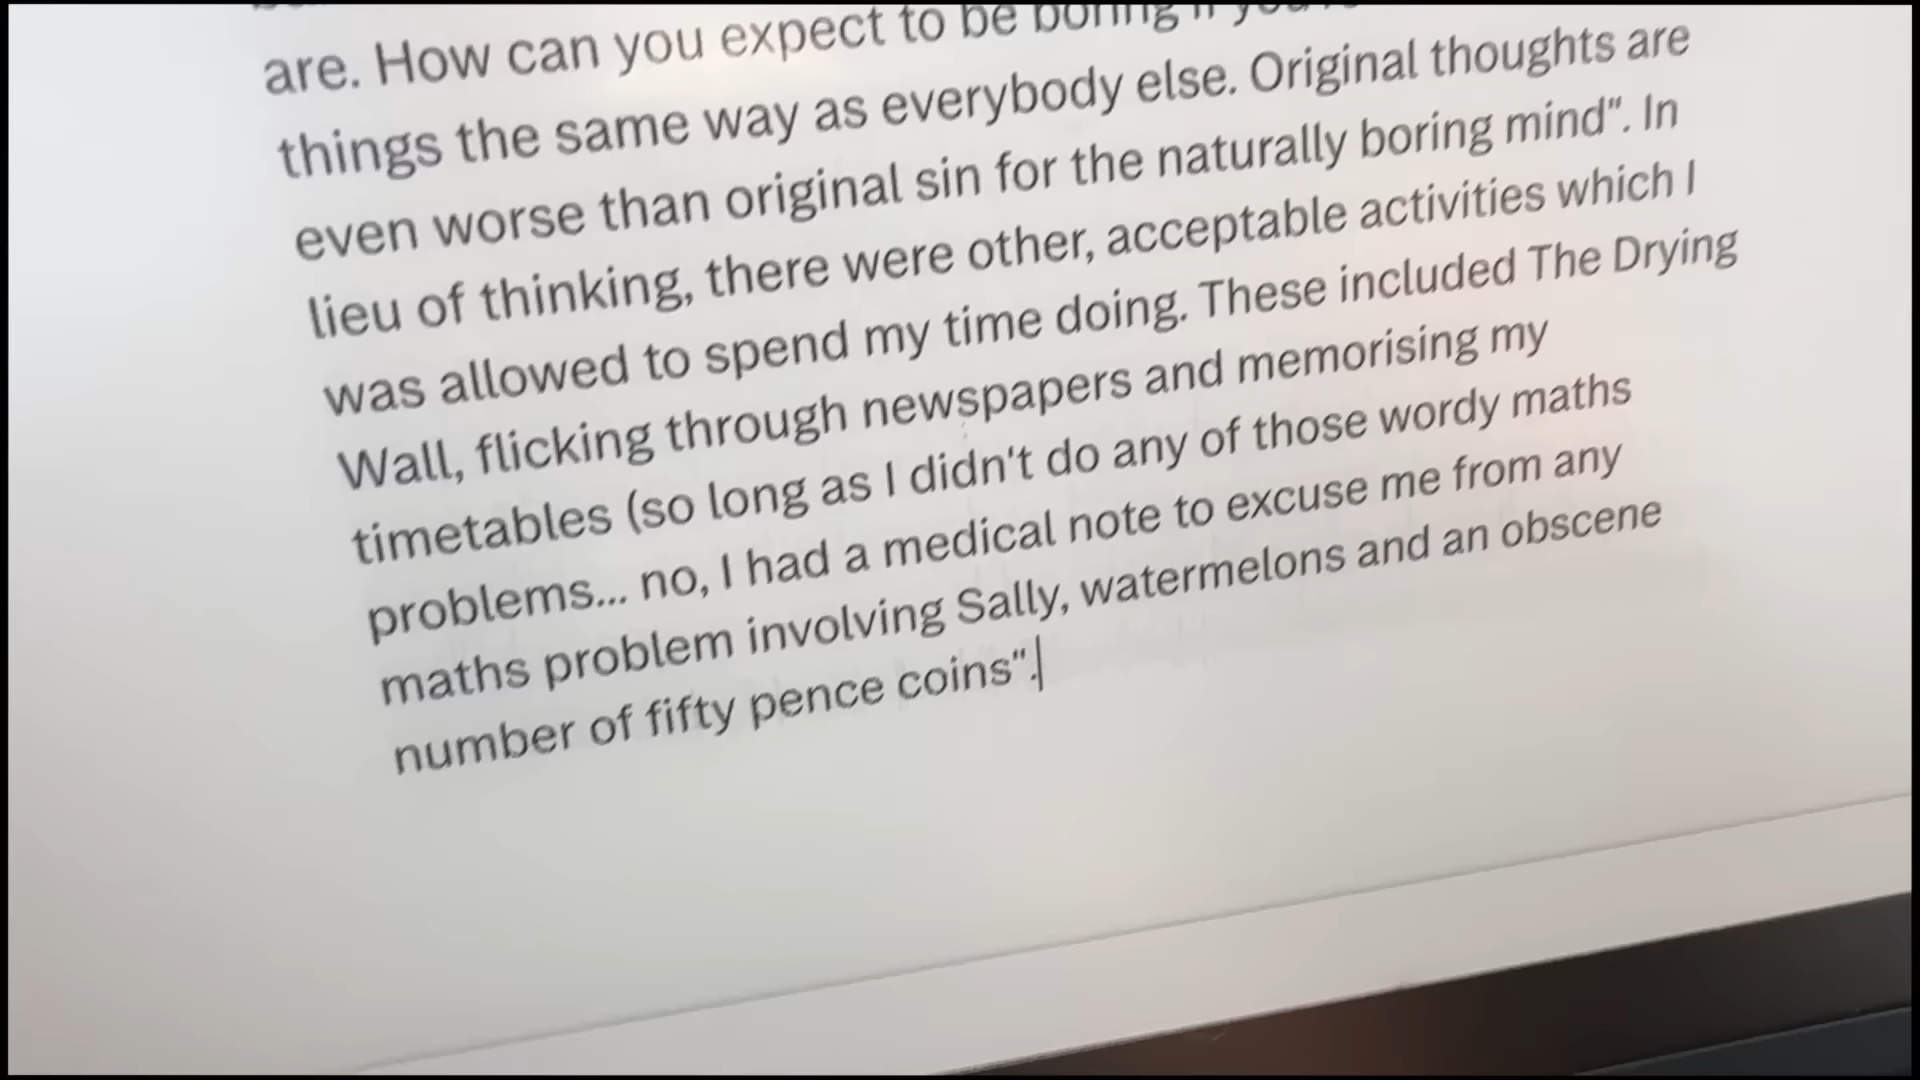 are. How can you expect to be boring if
things the same way as everybody else. Original thoughts are
even worse than original sin for the naturally boring mind". In
lieu of thinking, there were other, acceptable activities which I
was allowed to spend my time doing. These included The Drying
Wall, flicking through newspapers and memorising my
timetables (so long as I didn't do any of those wordy maths
problems... no, I had a medical note to excuse me from any
maths problem involving Sally, watermelons and an obscene
number of fifty pence coins".